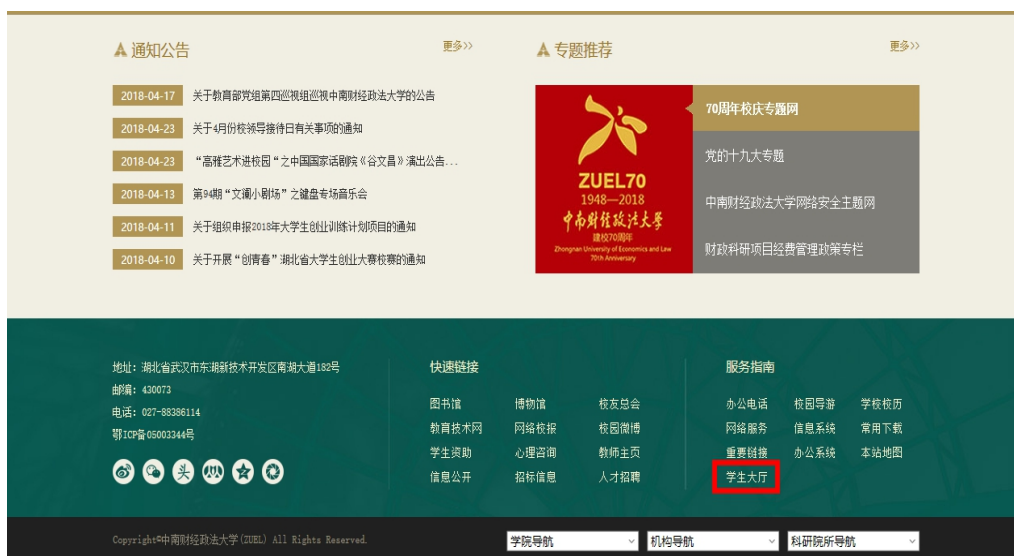 通知公告
更多>>
2018-04-17 关于教育部党组第四巡视组巡视中南财经政法大学的公告
2018-04-23 关于4月份校领导接待日有关事项的通知
2018-04-23 “高雅艺术进校园“之中国国家话剧院《谷文昌》演出公告...
2018-04-13 第94期“文澜小剧场”之键盘专场音乐会
2018-04-11 关于组织申报2018年大学生创业训练计划项目的通知
2018-04-10 关于开展“创青春”湖北省大学生创业大赛校赛的通知
专题推荐
更多>>
ZUEL70
1948—2018
中南财经政法大学
建校70周年
Zhongnan University of Economics and Law
70th Anniversary
70周年校庆专题网
党的十九大专题
中南财经政法大学网络安全主题网
财政科研项目经费管理政策专栏
地址：湖北省武汉市东湖新技术开发区南湖大道182号
邮编：430073
电话：027-88386114
鄂ICP备05003344号
头
快速链接
图书馆 博物馆 校友总会
教育技术网 网络校报 校园微博
学生资助 心理咨询 教师主页
信息公开 招标信息 人才招聘
服务指南
办公电话 校园导游 学校校历
网络服务 信息系统 常用下载
重要链接 办公系统 本站地图
学生大厅
Copyright©中南财经政法大学(ZUEL) All Rights Reserved.
学院导航 机构导航 科研院所导航